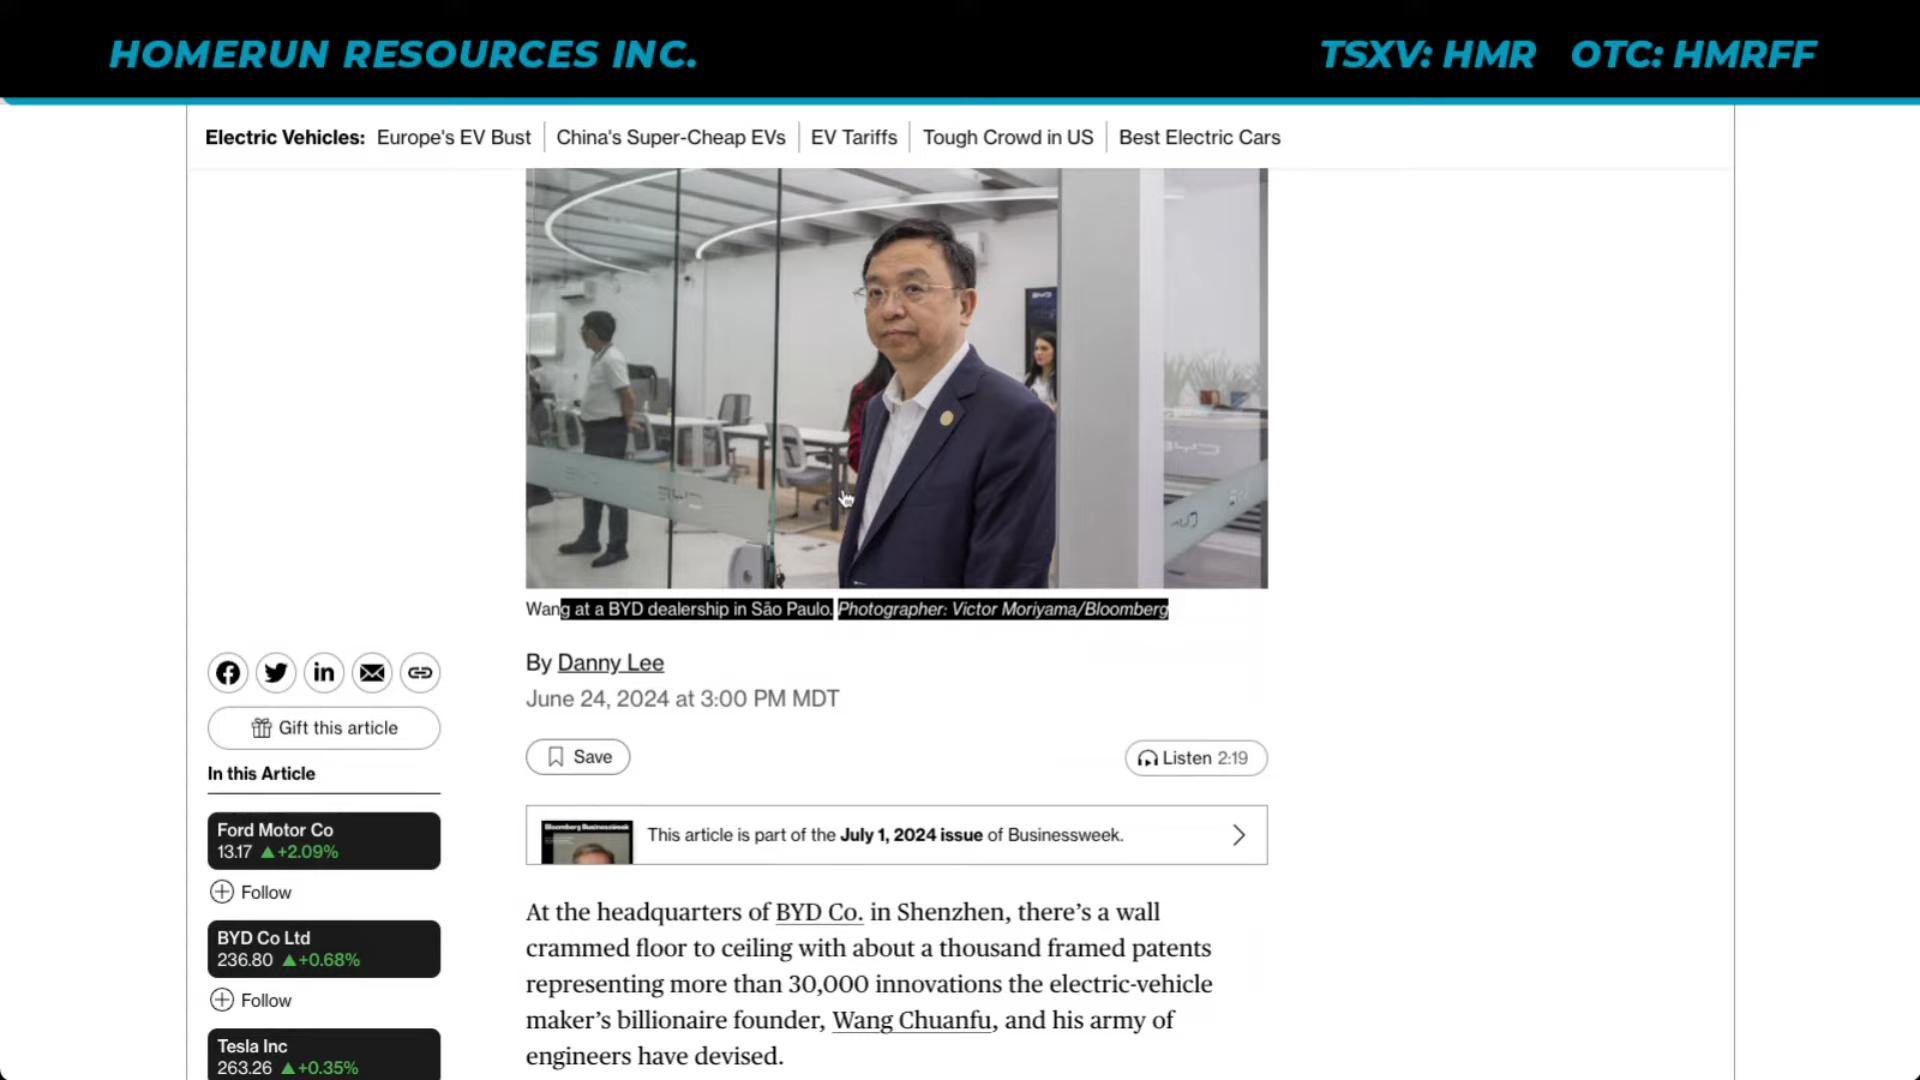 HOMERUN RESOURCES INC.
TSXV: HMR OTC: HMRFF
Electric Vehicles: Europe's EV Bust China's Super-Cheap EVs EV Tariffs Tough Crowd in US Best Electric Cars
Wang at a BYD dealership in São Paulo. Photographer: Victor Moriyama/Bloomberg
By Danny Lee
June 24, 2024 at 3:00 PM MDT
Gift this article
Save
Listen 2:19
In this Article
Ford Motor Co
13.17 ▲+2.09%
Follow
BYD Co Ltd
236.80 ▲+0.68%
Follow
Tesla Inc
263.26 ▲+0.35%
Bloomberg Businessweek
This article is part of the July 1, 2024 issue of Businessweek.
At the headquarters of BYD Co. in Shenzhen, there’s a wall
crammed floor to ceiling with about a thousand framed patents
representing more than 30,000 innovations the electric-vehicle
maker’s billionaire founder, Wang Chuanfu, and his army of
engineers have devised.